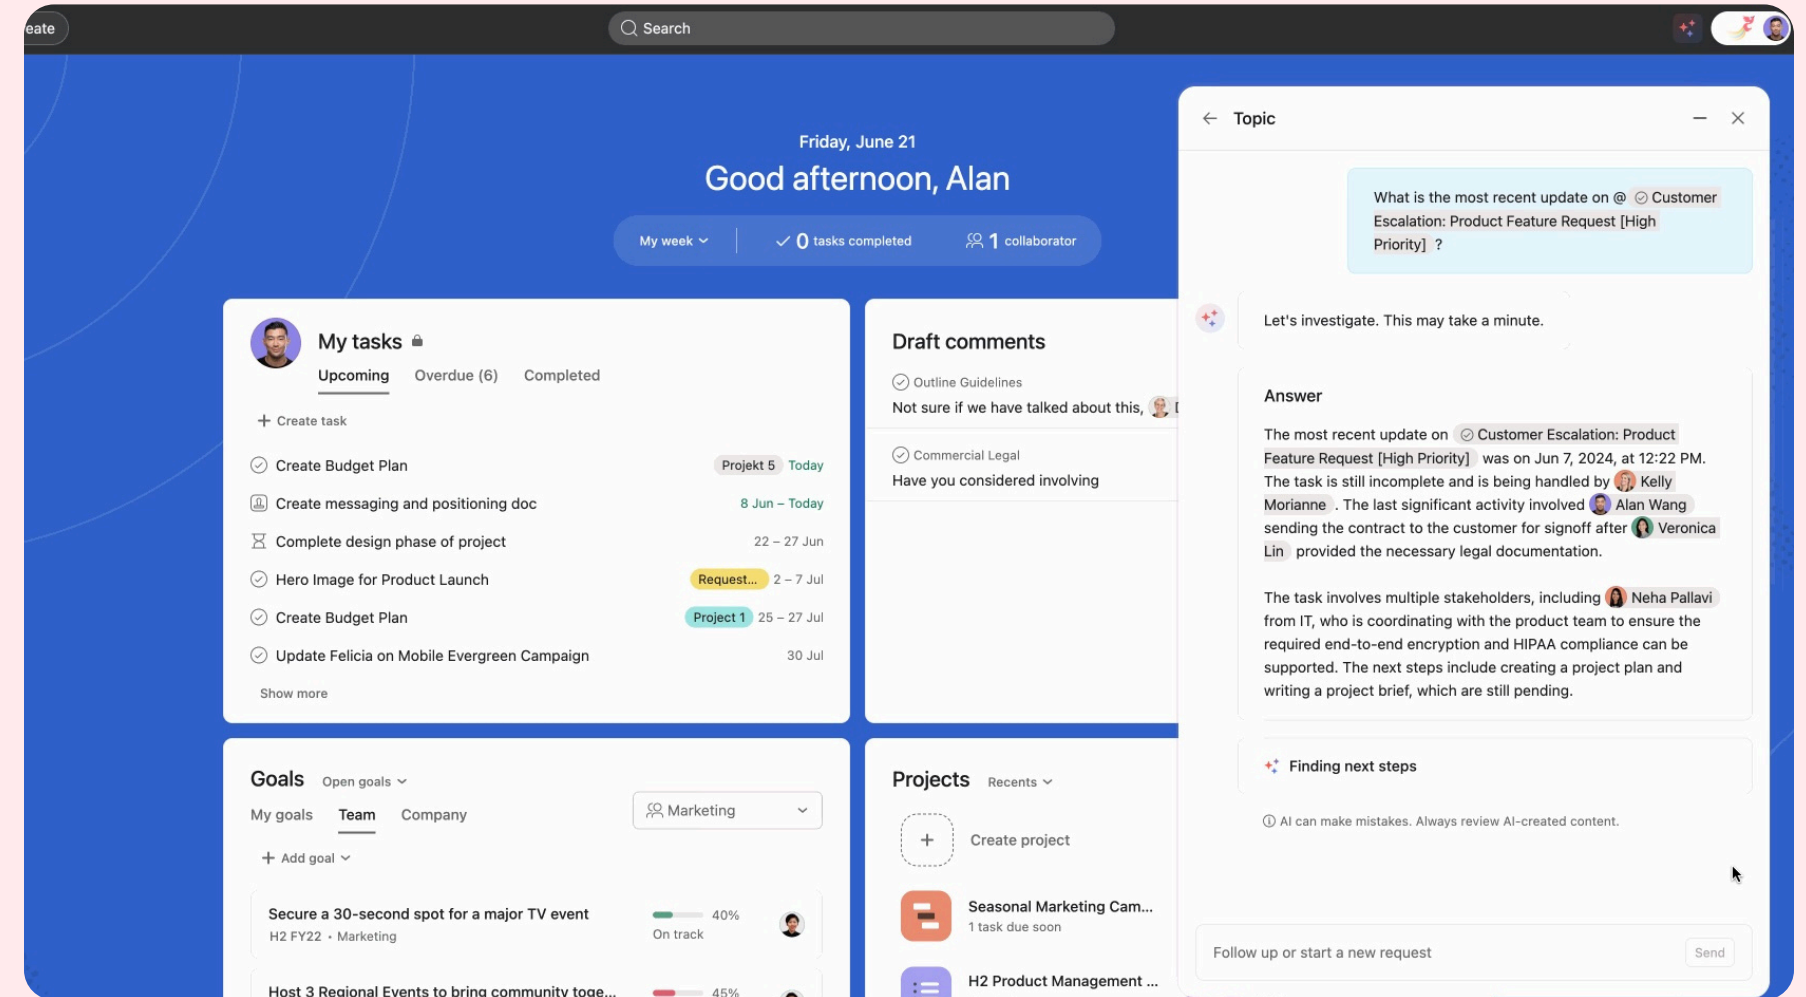 eate
Search
Friday, June 21
Good afternoon, Alan
My week
0 tasks completed
1 collaborator
My tasks
Upcoming
Overdue (6)
Completed
Create task
Create Budget Plan
Projekt 5
Today
Create messaging and positioning doc
8 Jun – Today
Complete design phase of project
22 – 27 Jun
Hero Image for Product Launch
Request...
2 – 7 Jul
Create Budget Plan
Project 1
25 – 27 Jul
Update Felicia on Mobile Evergreen Campaign
30 Jul
Show more
Draft comments
Outline Guidelines
Not sure if we have talked about this,
Commercial Legal
Have you considered involving
Goals
Open goals
My goals
Team
Company
Marketing
Add goal
Secure a 30-second spot for a major TV event
H2 FY22 • Marketing
40%
On track
Host 3 Regional Events to bring community toge...
45%
Projects
Recents
Create project
Seasonal Marketing Cam...
1 task due soon
H2 Product Management ...
Topic
What is the most recent update on @ Customer
Escalation: Product Feature Request [High
Priority] ?
Let's investigate. This may take a minute.
Answer
The most recent update on Customer Escalation: Product
Feature Request [High Priority] was on Jun 7, 2024, at 12:22 PM.
The task is still incomplete and is being handled by Kelly
Morianne . The last significant activity involved Alan Wang
sending the contract to the customer for signoff after Veronica
Lin provided the necessary legal documentation.
The task involves multiple stakeholders, including Neha Pallavi
from IT, who is coordinating with the product team to ensure the
required end-to-end encryption and HIPAA compliance can be
supported. The next steps include creating a project plan and
writing a project brief, which are still pending.
Finding next steps
AI can make mistakes. Always review AI-created content.
Follow up or start a new request
Send